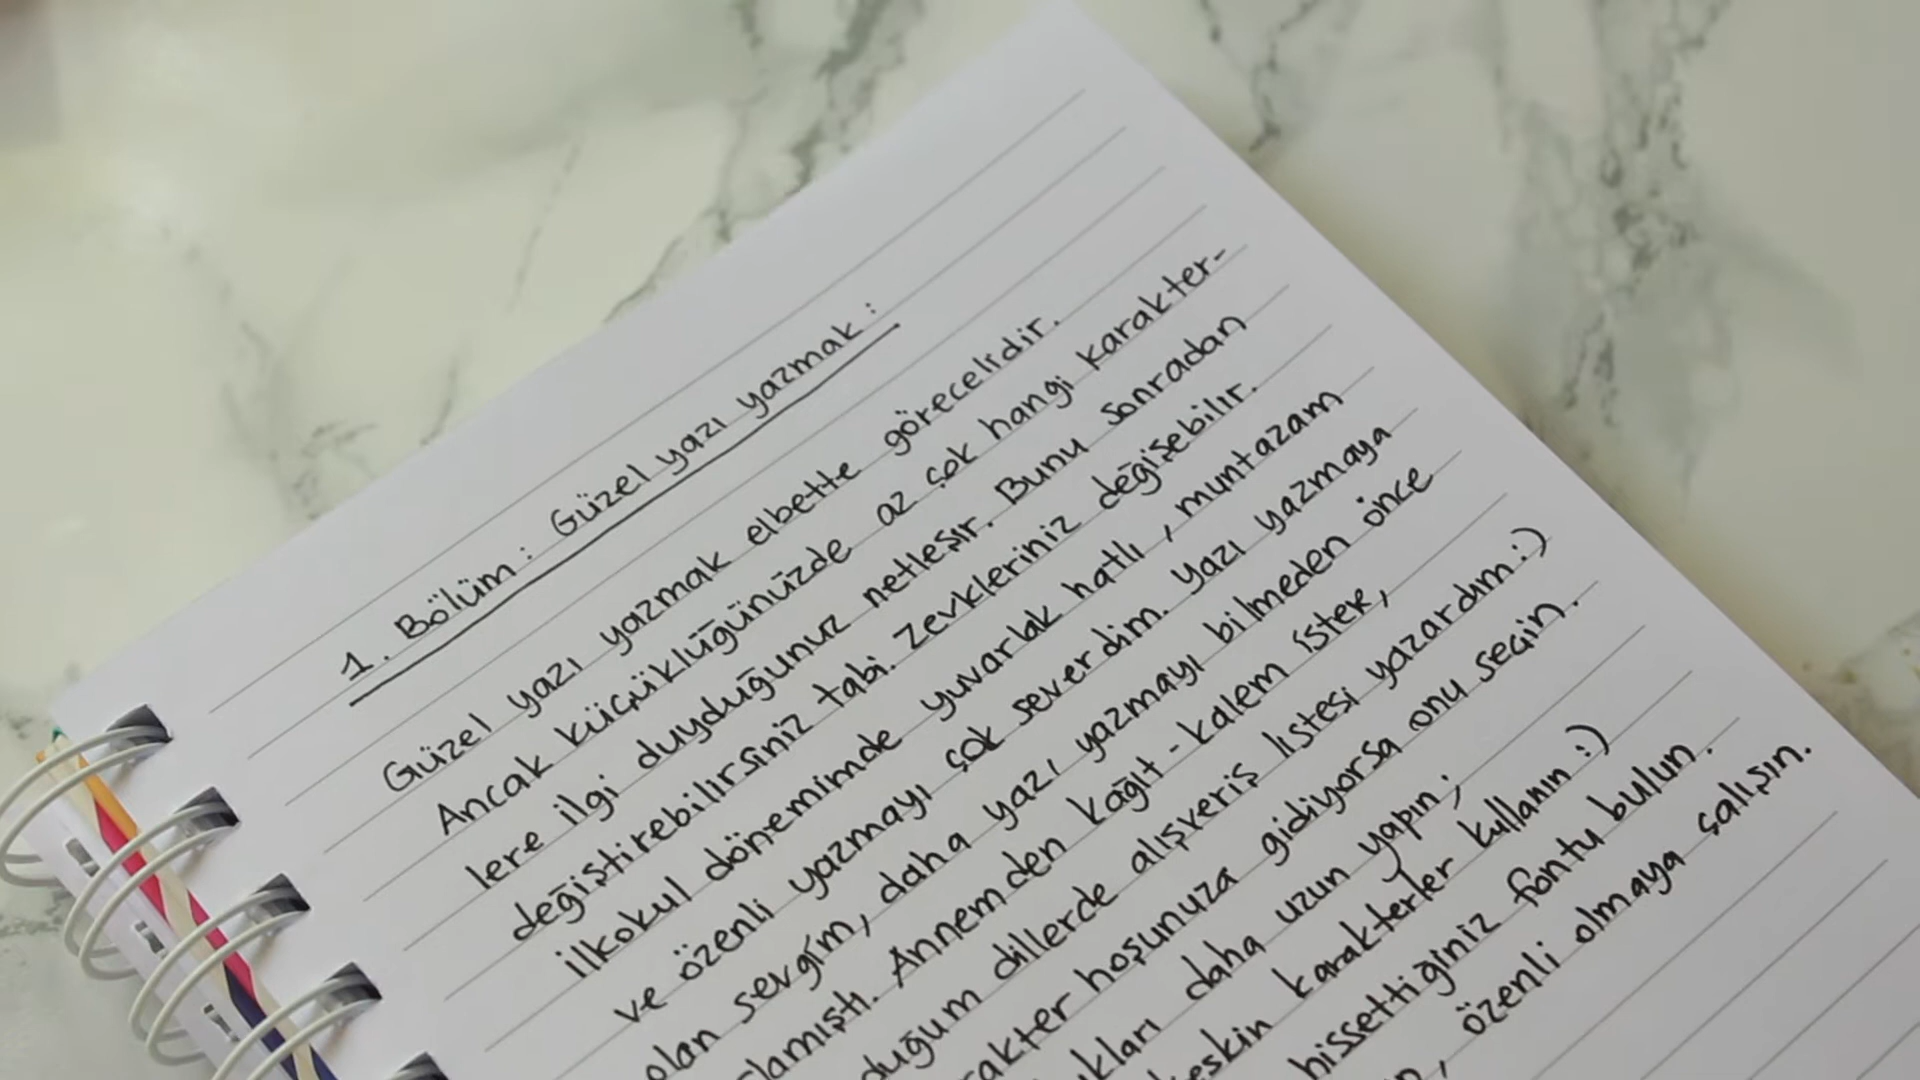 1. Bölüm : Güzel yazı yazmak :
Güzel yazı yazmak elbette görecelidir.
Ancak küçüklüğünüzde az çok hangi karakter-
lere ilgi duyduğunuz netleşir. Bunu sonradan
değiştirebilirsiniz tabi. Zevkleriniz değişebilir.
İlkokul dönemimde yuvarlak hatlı, muntazam
ve özenli yazmayı çok severdim. Yazı yazmaya
olan sevgim, daha yazı yazmayı bilmeden önce
Annemden kağıt-kalem ister,
dillerde alışveriş listesi yazardım :)
hoşunuza gidiyorsa onu seçin.
daha uzun yapın;
karakterler kullanın :)
hissettiğiniz fontu bulun.
özenli olmaya çalışın.